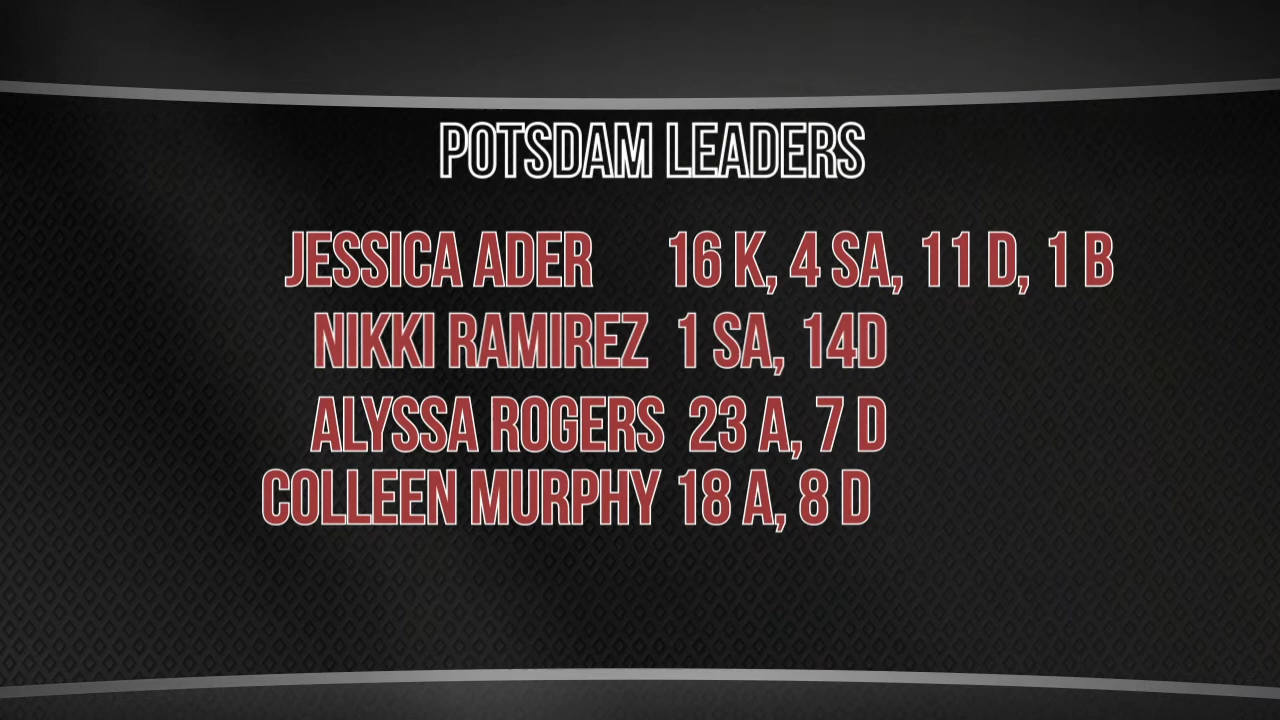 POTSDAM LEADERS
JESSICA ADER 16 K, 4 SA, 11 D, 1 B
NIKKI RAMIREZ 1 SA, 14D
ALYSSA ROGERS 23 A, 7 D
COLLEEN MURPHY 18 A, 8 D